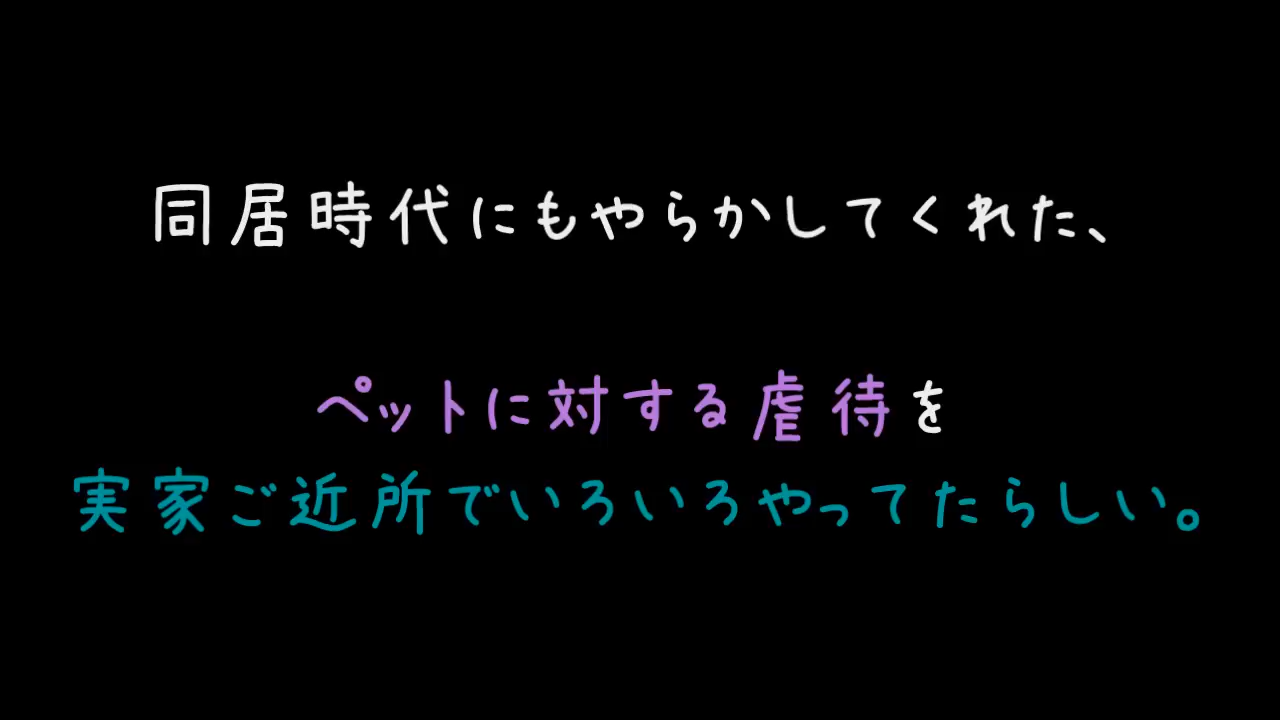 同居時代にもやらかしてくれた、
ペットに対する虐待を
実家ご近所でいろいろやってたらしい。